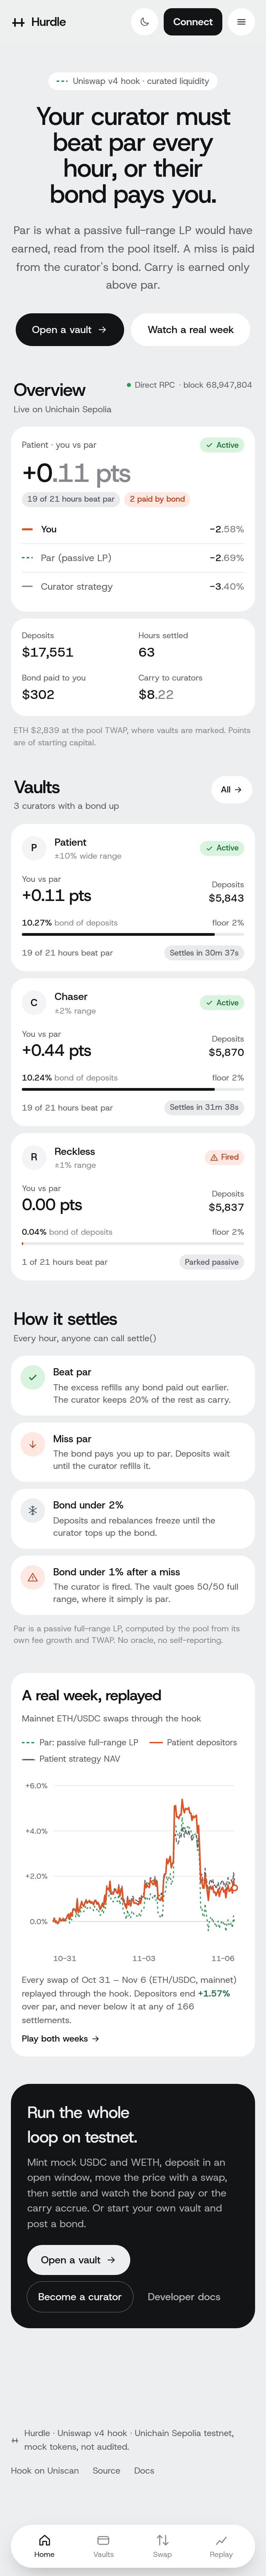 Hurdle
Connect
Uniswap v4 hook · curated liquidity
Your curator must
beat par every
hour, or their
bond pays you.
Par is what a passive full-range LP would have
earned, read from the pool itself. A miss is paid
from the curator's bond. Carry is earned only
above par.
Open a vault →
Watch a real week
Overview
Direct RPC · block 68,947,804
Live on Unichain Sepolia
Patient · you vs par
Active
+0.11 pts
19 of 21 hours beat par
2 paid by bond
You
−2.58%
Par (passive LP)
−2.69%
Curator strategy
−3.40%
Deposits
Hours settled
$17,551
63
Bond paid to you
Carry to curators
$302
$8.22
ETH $2,839 at the pool TWAP, where vaults are marked. Points
are of starting capital.
Vaults
All →
3 curators with a bond up
P
Patient
±10% wide range
Active
You vs par
Deposits
+0.11 pts
$5,843
10.27% bond of deposits
floor 2%
19 of 21 hours beat par
Settles in 30m 37s
C
Chaser
±2% range
Active
You vs par
Deposits
+0.44 pts
$5,870
10.24% bond of deposits
floor 2%
19 of 21 hours beat par
Settles in 31m 38s
R
Reckless
±1% range
Fired
You vs par
Deposits
0.00 pts
$5,837
0.04% bond of deposits
floor 2%
1 of 21 hours beat par
Parked passive
How it settles
Every hour, anyone can call settle()
Beat par
The excess refills any bond paid out earlier.
The curator keeps 20% of the rest as carry.
Miss par
The bond pays you up to par. Deposits wait
until the curator refills it.
Bond under 2%
Deposits and rebalances freeze until the
curator tops up the bond.
Bond under 1% after a miss
The curator is fired. The vault goes 50/50 full
range, where it simply is par.
Par is a passive full-range LP, computed by the pool from its
own fee growth and TWAP. No oracle, no self-reporting.
A real week, replayed
Mainnet ETH/USDC swaps through the hook
Par: passive full-range LP
Patient depositors
Patient strategy NAV
+6.0%
+4.0%
+2.0%
0.0%
10-31
11-03
11-06
Every swap of Oct 31 – Nov 6 (ETH/USDC, mainnet)
replayed through the hook. Depositors end +1.57%
over par, and never below it at any of 166
settlements.
Play both weeks →
Run the whole
loop on testnet.
Mint mock USDC and WETH, deposit in an
open window, move the price with a swap,
then settle and watch the bond pay or the
carry accrue. Or start your own vault and
post a bond.
Open a vault →
Become a curator
Developer docs
Hurdle · Uniswap v4 hook · Unichain Sepolia testnet,
mock tokens, not audited.
Hook on Uniscan
Source
Docs
Home
Vaults
Swap
Replay